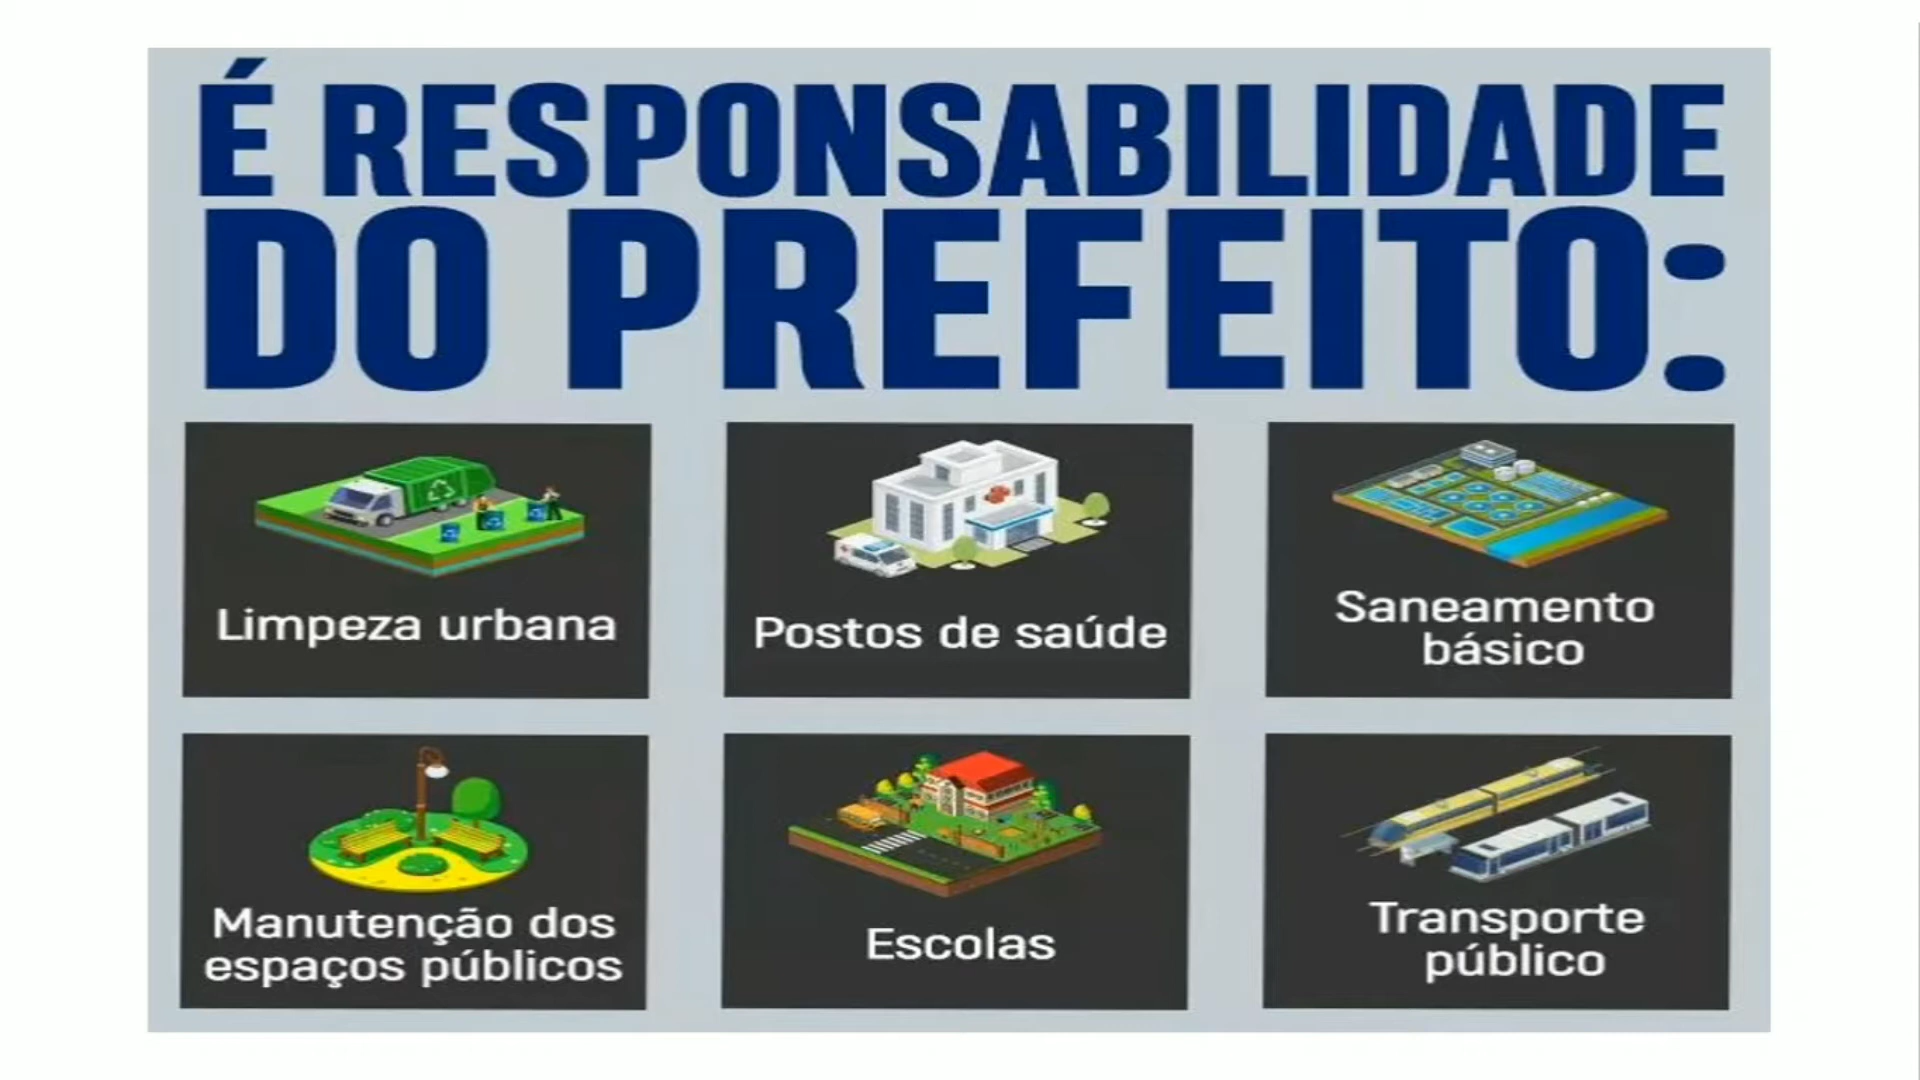 É RESPONSABILIDADE
DO PREFEITO:
Limpeza urbana
Postos de saúde
Saneamento
básico
Manutenção dos
espaços públicos
Escolas
Transporte
público